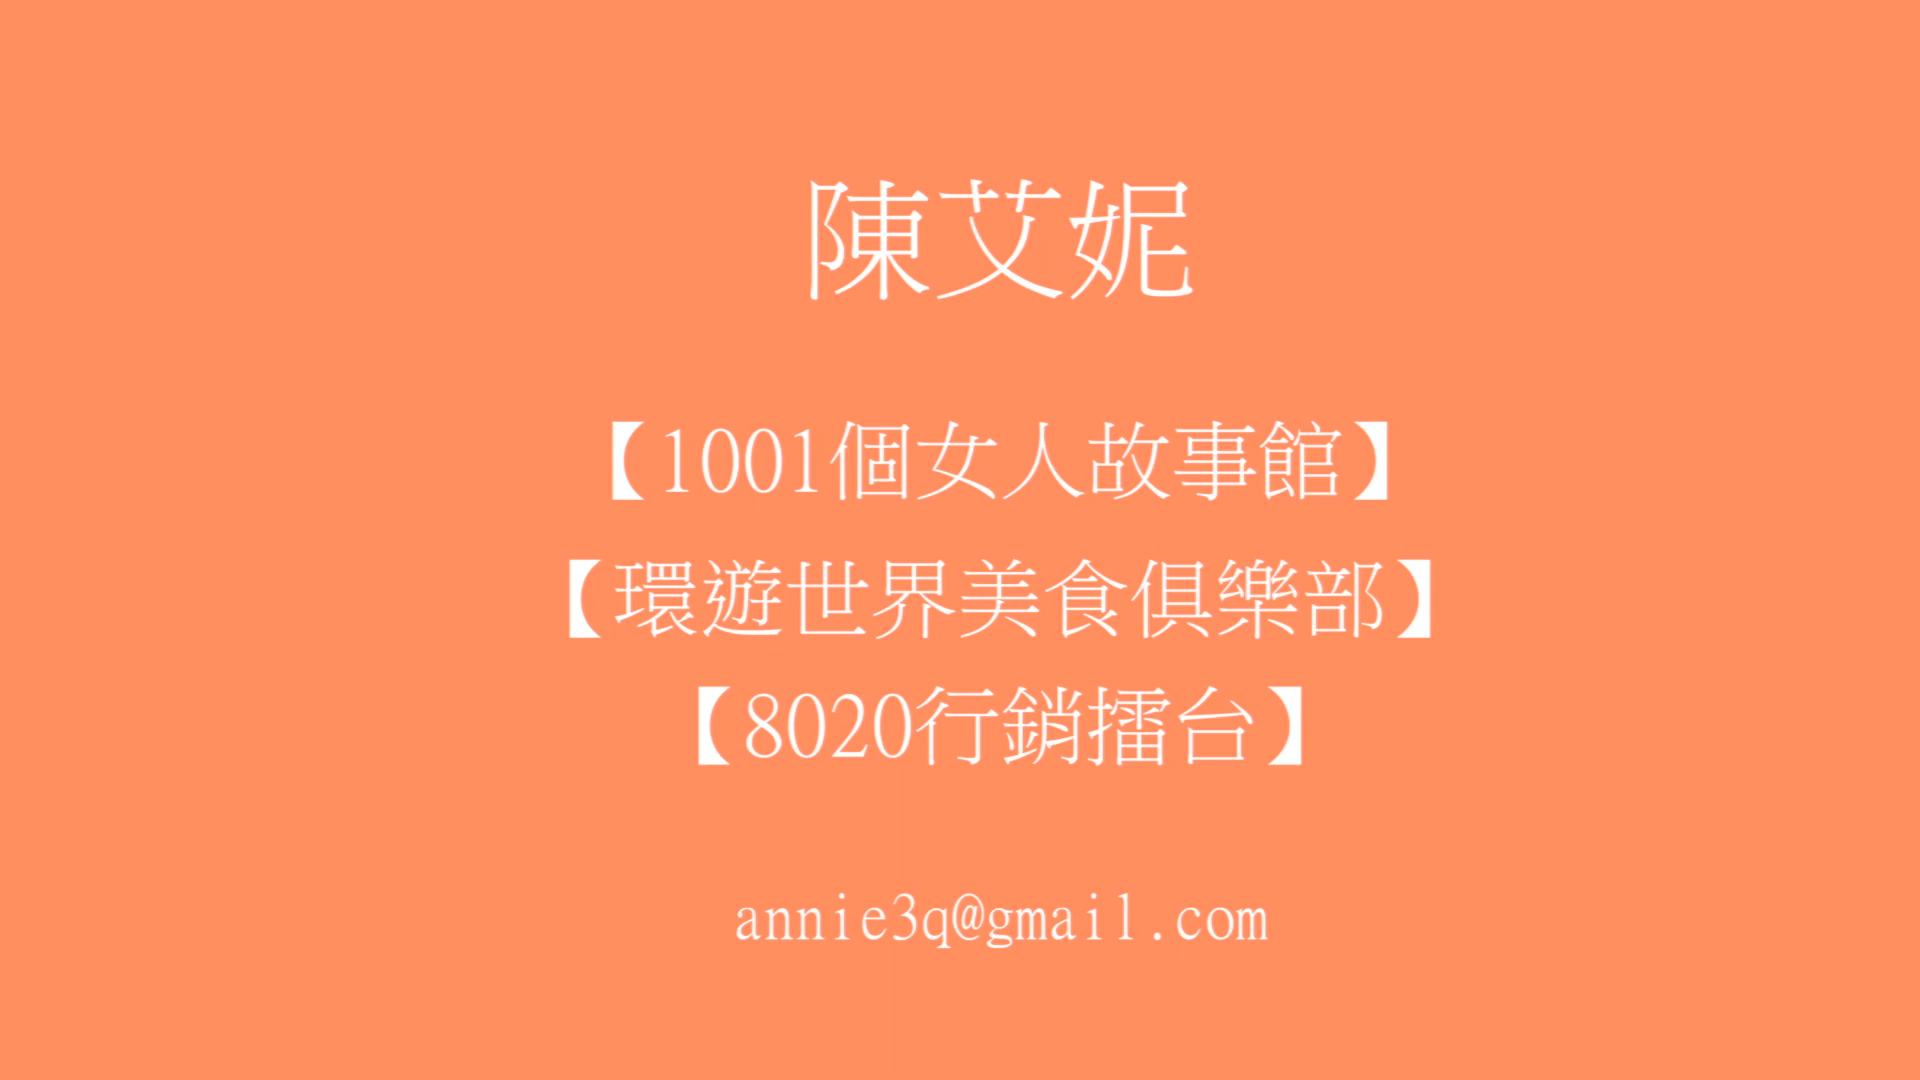 陳艾妮
【1001個女人故事館】
【環遊世界美食俱樂部】
【8020行銷擂台】
annie3q@gmail.com